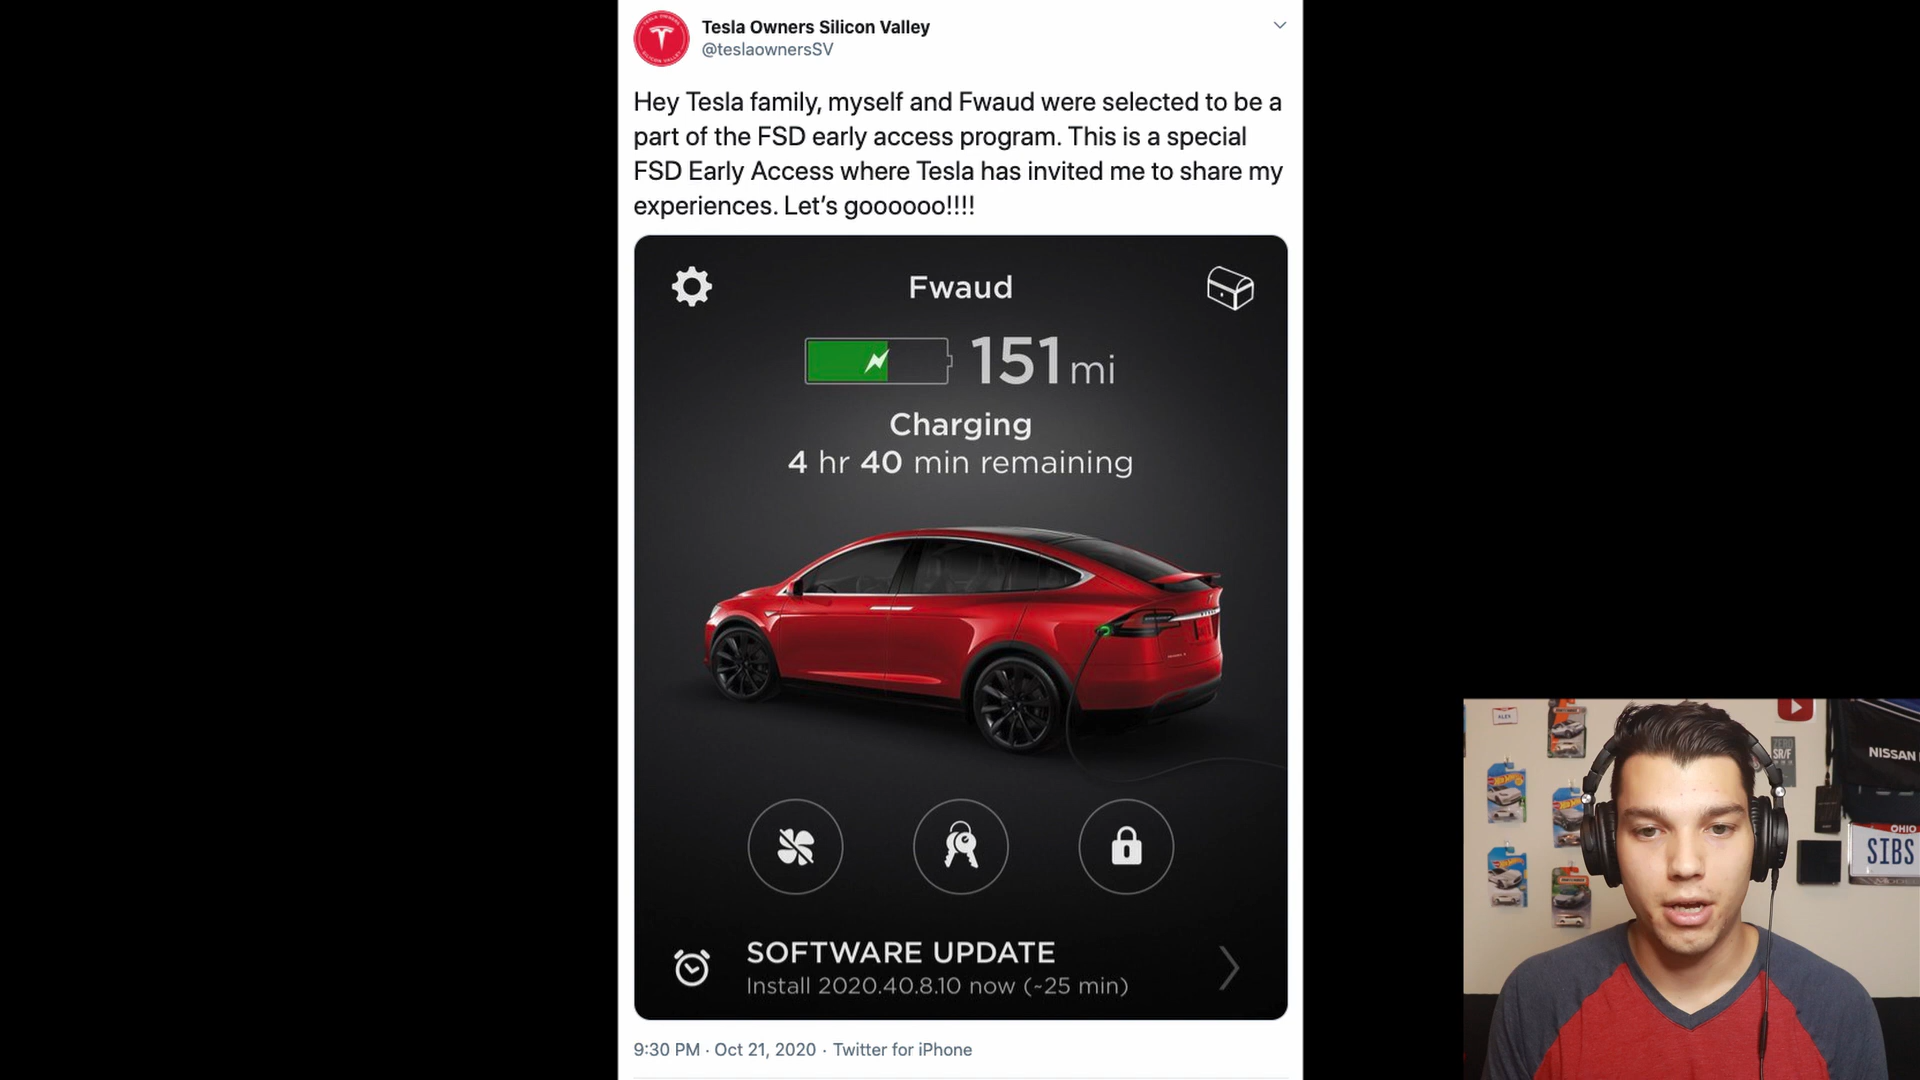 Tesla Owners Silicon Valley
@teslaownersSV
Hey Tesla family, myself and Fwaud were selected to be a
part of the FSD early access program. This is a special
FSD Early Access where Tesla has invited me to share my
experiences. Let’s goooooo!!!!
Fwaud
151 mi
Charging
4 hr 40 min remaining
SOFTWARE UPDATE
Install 2020.40.8.10 now (~25 min)
9:30 PM · Oct 21, 2020 · Twitter for iPhone
ALEX
SR/F
NISSAN
OHIO
SIBS